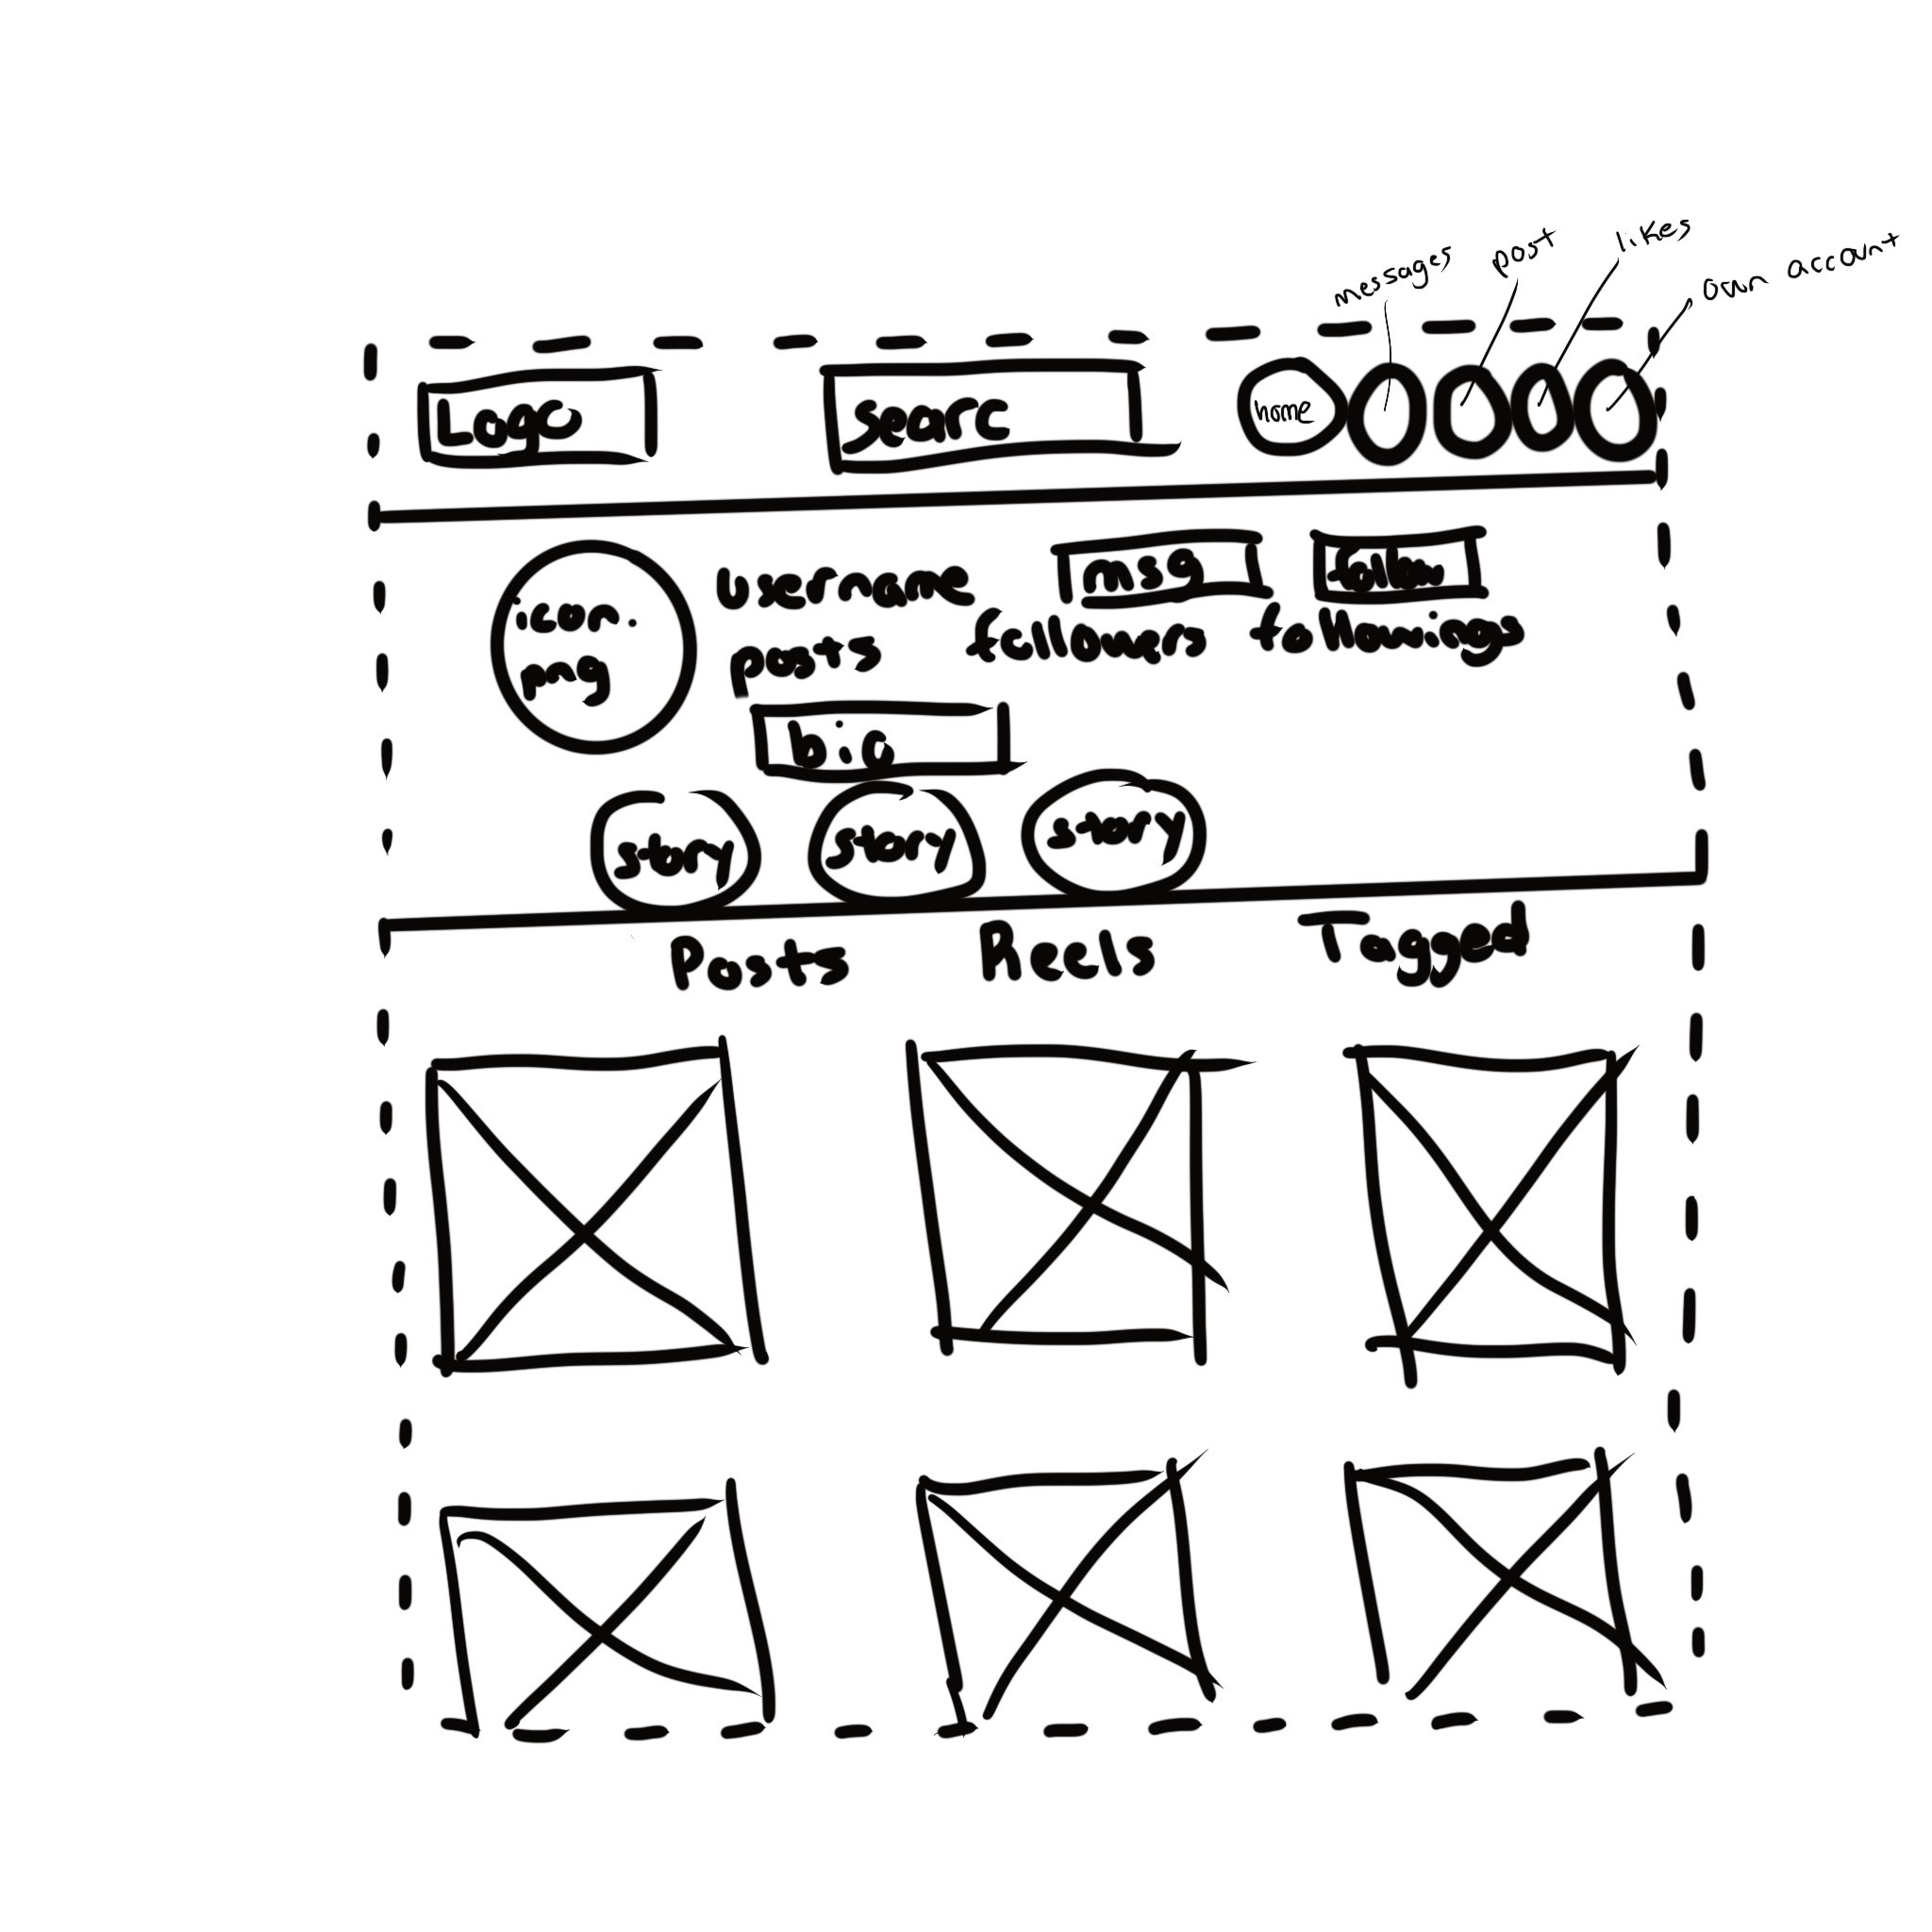 messages post likes own account
Logo searc home
username msg follow
icon.
png
posts followers followings
bio
story story story
Posts Reels Tagged